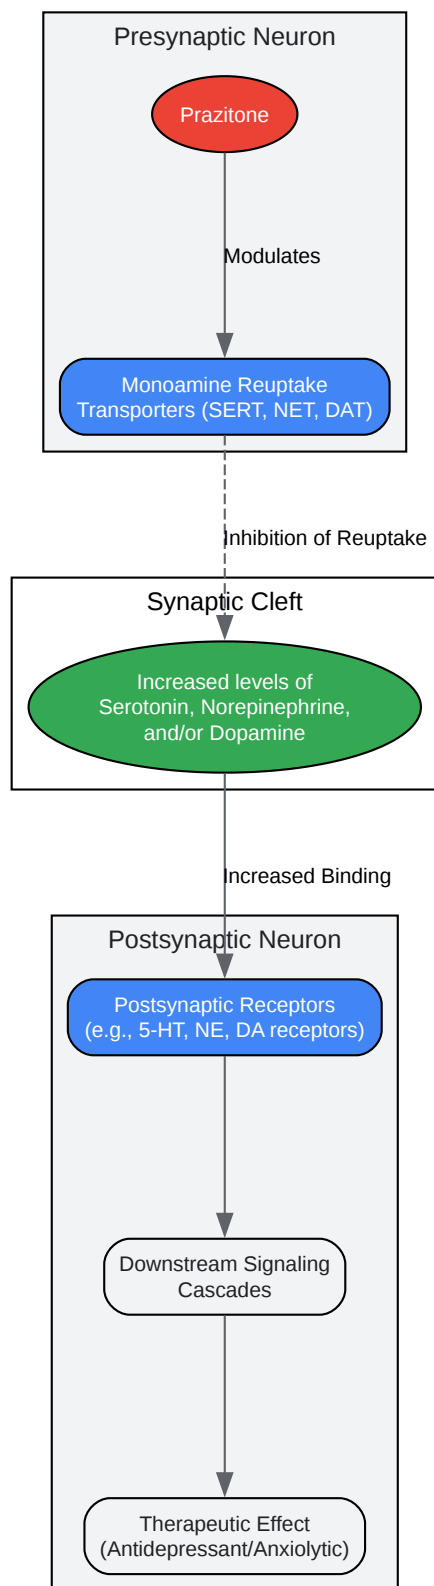 Presynaptic Neuron
Prazitone
Modulates
Monoamine Reuptake
Transporters (SERT, NET, DAT)
Inhibition of Reuptake
Synaptic Cleft
Increased levels of
Serotonin, Norepinephrine,
and/or Dopamine
Increased Binding
Postsynaptic Neuron
Postsynaptic Receptors
(e.g., 5-HT, NE, DA receptors)
Downstream Signaling
Cascades
Therapeutic Effect
(Antidepressant/Anxiolytic)